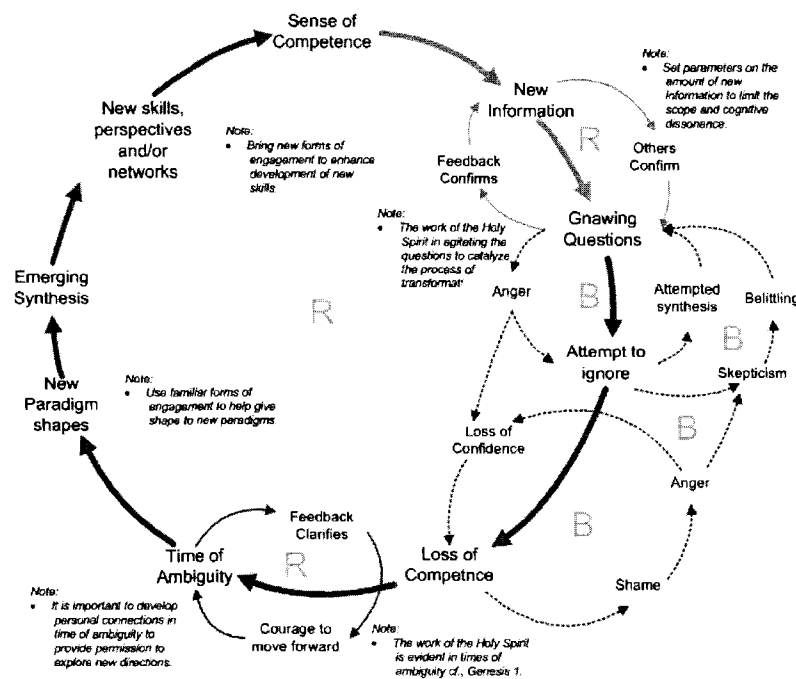 Sense of
Competence
New
Information
Note:
• Set parameters on the
amount of new
information to limit the
scope and cognitive
dissonence.
R
Others
Confirm
Feedback
Confirms
New skills,
perspectives
and/or
networks
Note:
• Bring new forms of
engagement to enhance
development of new
skills.
Gnawing
Questions
Note:
• The work of the Holy
Spirit in agitating the
questions to catalyze
the process of
transformat
Emerging
Synthesis
R
Anger
B
Attempted
synthesis
Belittling
B
Attempt to
ignore
Skepticism
New
Paradigm
shapes
Note:
• Use familiar forms of
engagement to help give
shape to new paradigms.
Loss of
Confidence
B
Anger
B
Feedback
Clarifies
Time of
Ambiguity
R
Loss of
Competnce
Shame
Note:
• It is important to develop
personal connections in
time of ambiguity to
provide permission to
explore new directions.
Courage to
move forward
Note:
• The work of the Holy Spirit
is evident in times of
ambiguity cf., Genesis 1.